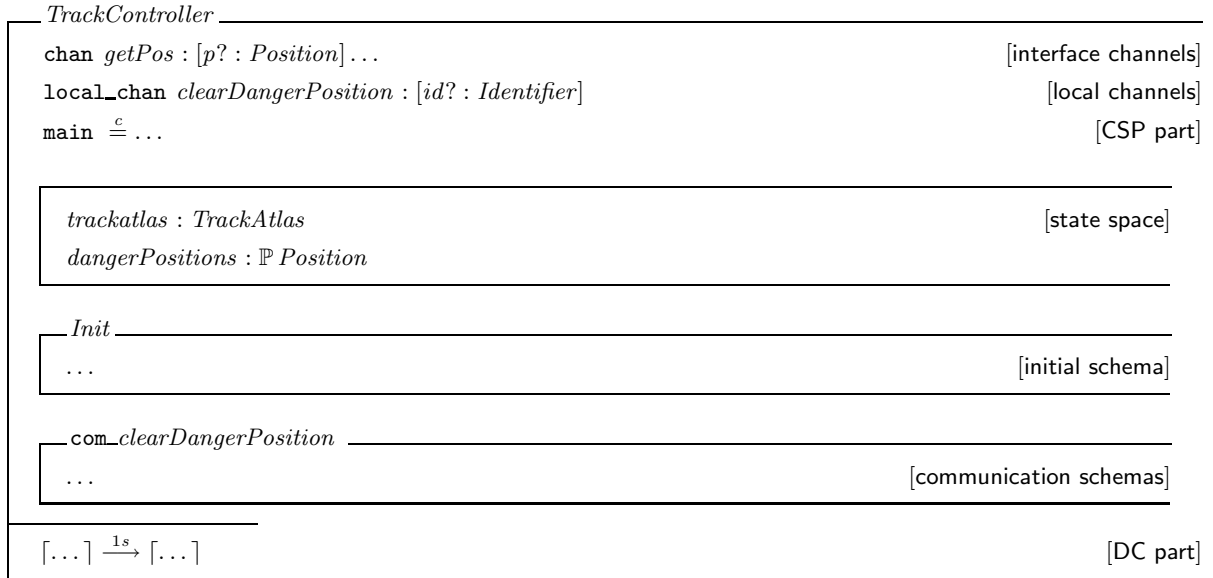 TrackController
chan getPos : [p? : Position] ... [interface channels]
local_chan clearDangerPosition : [id? : Identifier] [local channels]
main ≙ᶜ ... [CSP part]
trackatlas : TrackAtlas [state space]
dangerPositions : ℙ Position
Init
... [initial schema]
com_clearDangerPosition
... [communication schemas]
⌈...⌉ —1s→ ⌈...⌉ [DC part]